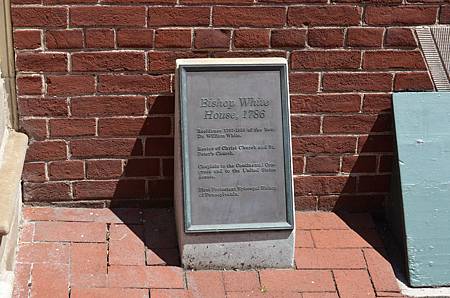 Bishop White
House, 1786
Residence 1787-1836 of the Rev.
Dr. William White.
Rector of Christ Church and St.
Peter's Church.
Chaplain to the Continental Con-
gress and to the United States
Senate.
First Protestant Episcopal Bishop
of Pennsylvania.